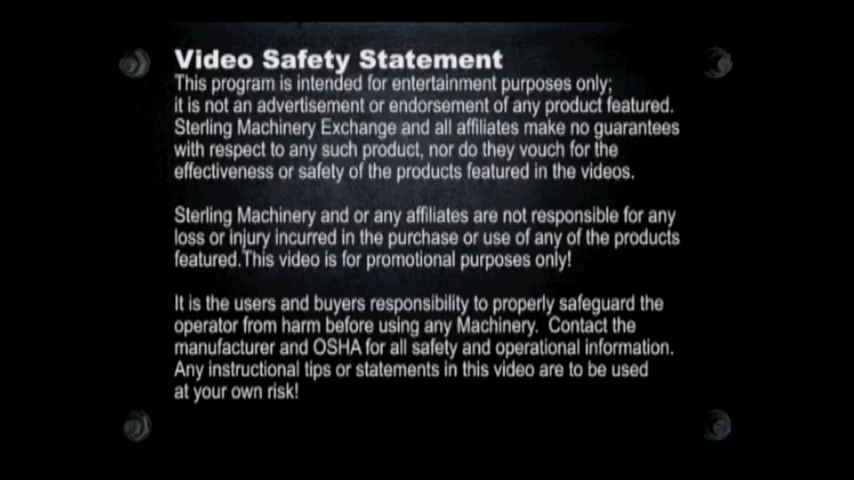 Video Safety Statement
This program is intended for entertainment purposes only;
it is not an advertisement or endorsement of any product featured.
Sterling Machinery Exchange and all affiliates make no guarantees
with respect to any such product, nor do they vouch for the
effectiveness or safety of the products featured in the videos.
Sterling Machinery and or any affiliates are not responsible for any
loss or injury incurred in the purchase or use of any of the products
featured.This video is for promotional purposes only!
It is the users and buyers responsibility to properly safeguard the
operator from harm before using any Machinery. Contact the
manufacturer and OSHA for all safety and operational information.
Any instructional tips or statements in this video are to be used
at your own risk!